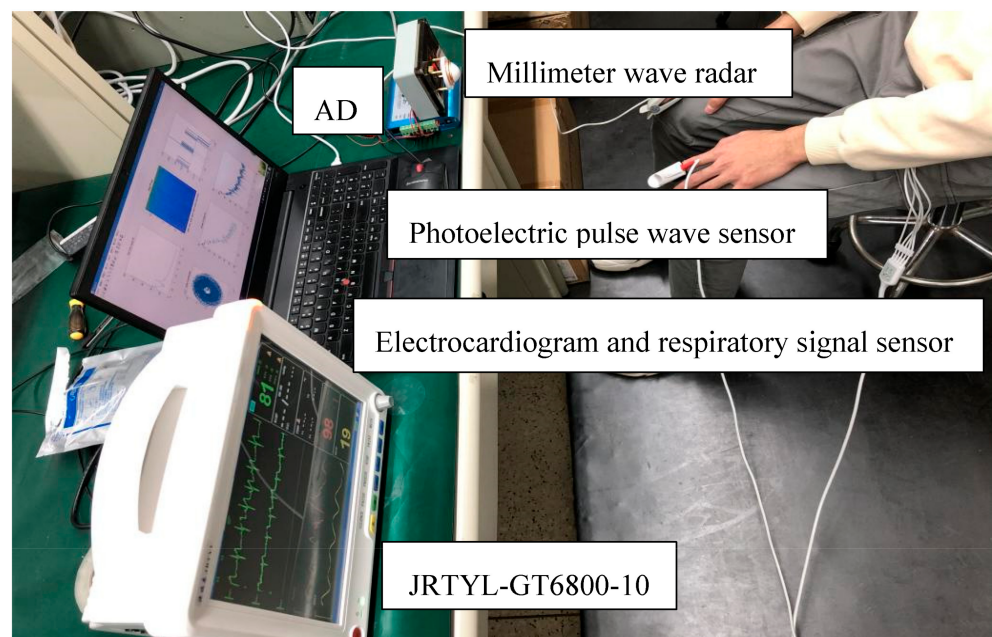 Millimeter wave radar
AD
Photoelectric pulse wave sensor
Electrocardiogram and respiratory signal sensor
81
98
19
JRTYL-GT6800-10